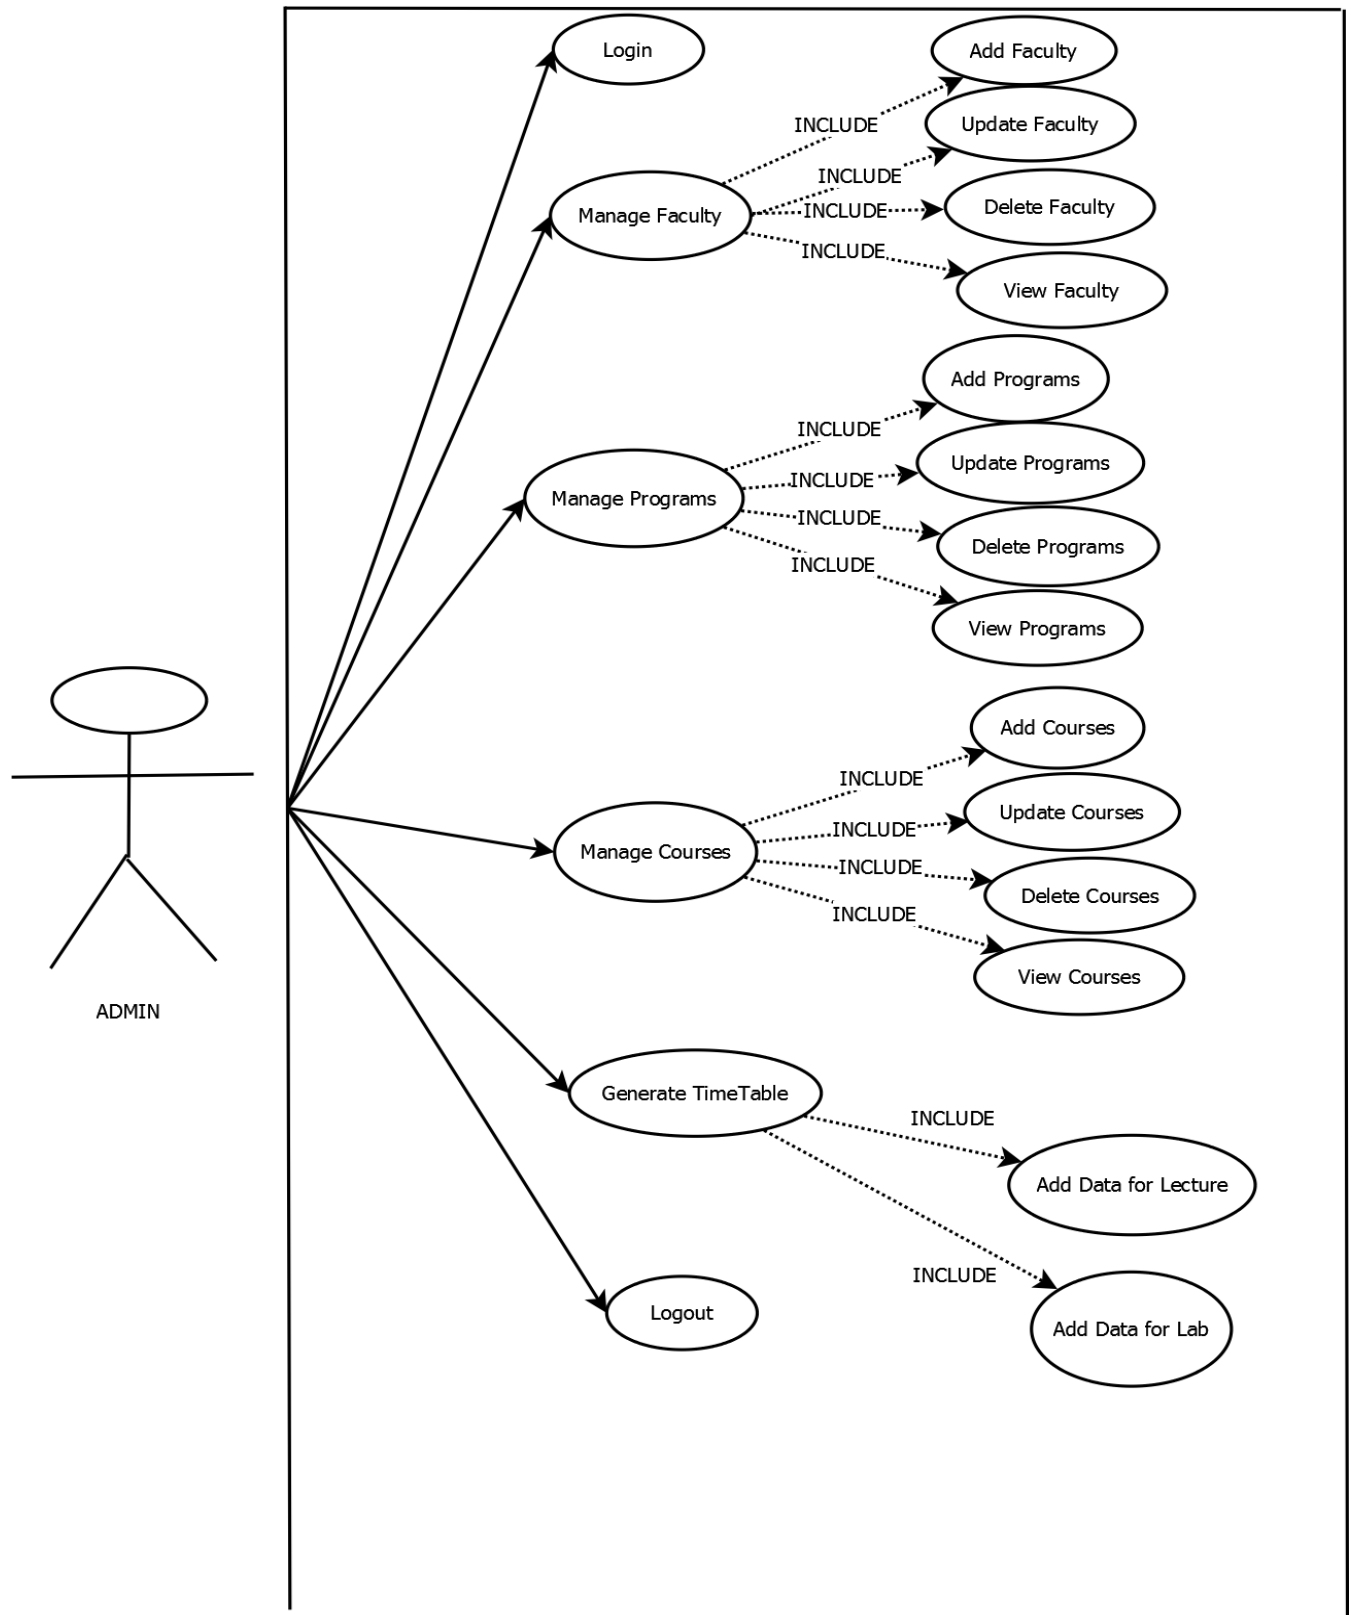 Login
Add Faculty
INCLUDE
Update Faculty
INCLUDE
Manage Faculty
INCLUDE
Delete Faculty
INCLUDE
View Faculty
Add Programs
INCLUDE
Update Programs
INCLUDE
Manage Programs
INCLUDE
Delete Programs
INCLUDE
View Programs
Add Courses
INCLUDE
Update Courses
INCLUDE
Manage Courses
INCLUDE
Delete Courses
INCLUDE
View Courses
ADMIN
Generate TimeTable
INCLUDE
Add Data for Lecture
INCLUDE
Logout
Add Data for Lab